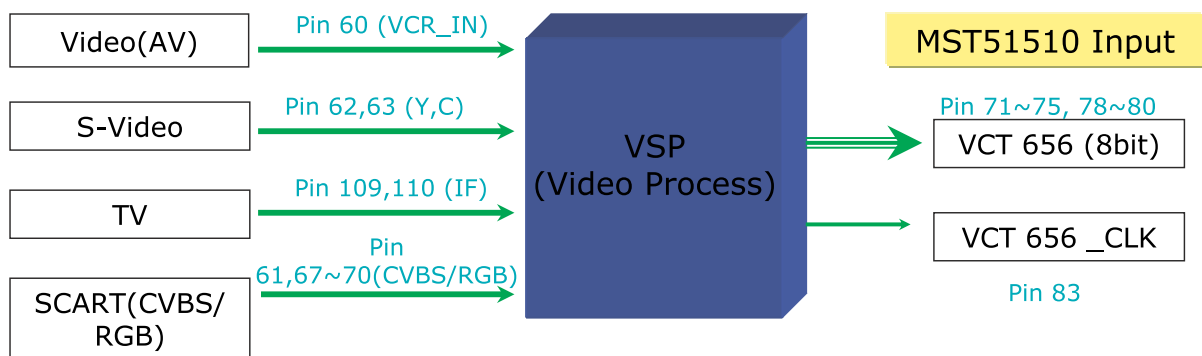 Video(AV)
Pin 60 (VCR_IN)
S-Video
Pin 62,63 (Y,C)
TV
Pin 109,110 (IF)
SCART(CVBS/
RGB)
Pin
61,67~70(CVBS/RGB)
VSP
(Video Process)
MST51510 Input
Pin 71~75, 78~80
VCT 656 (8bit)
VCT 656 _CLK
Pin 83